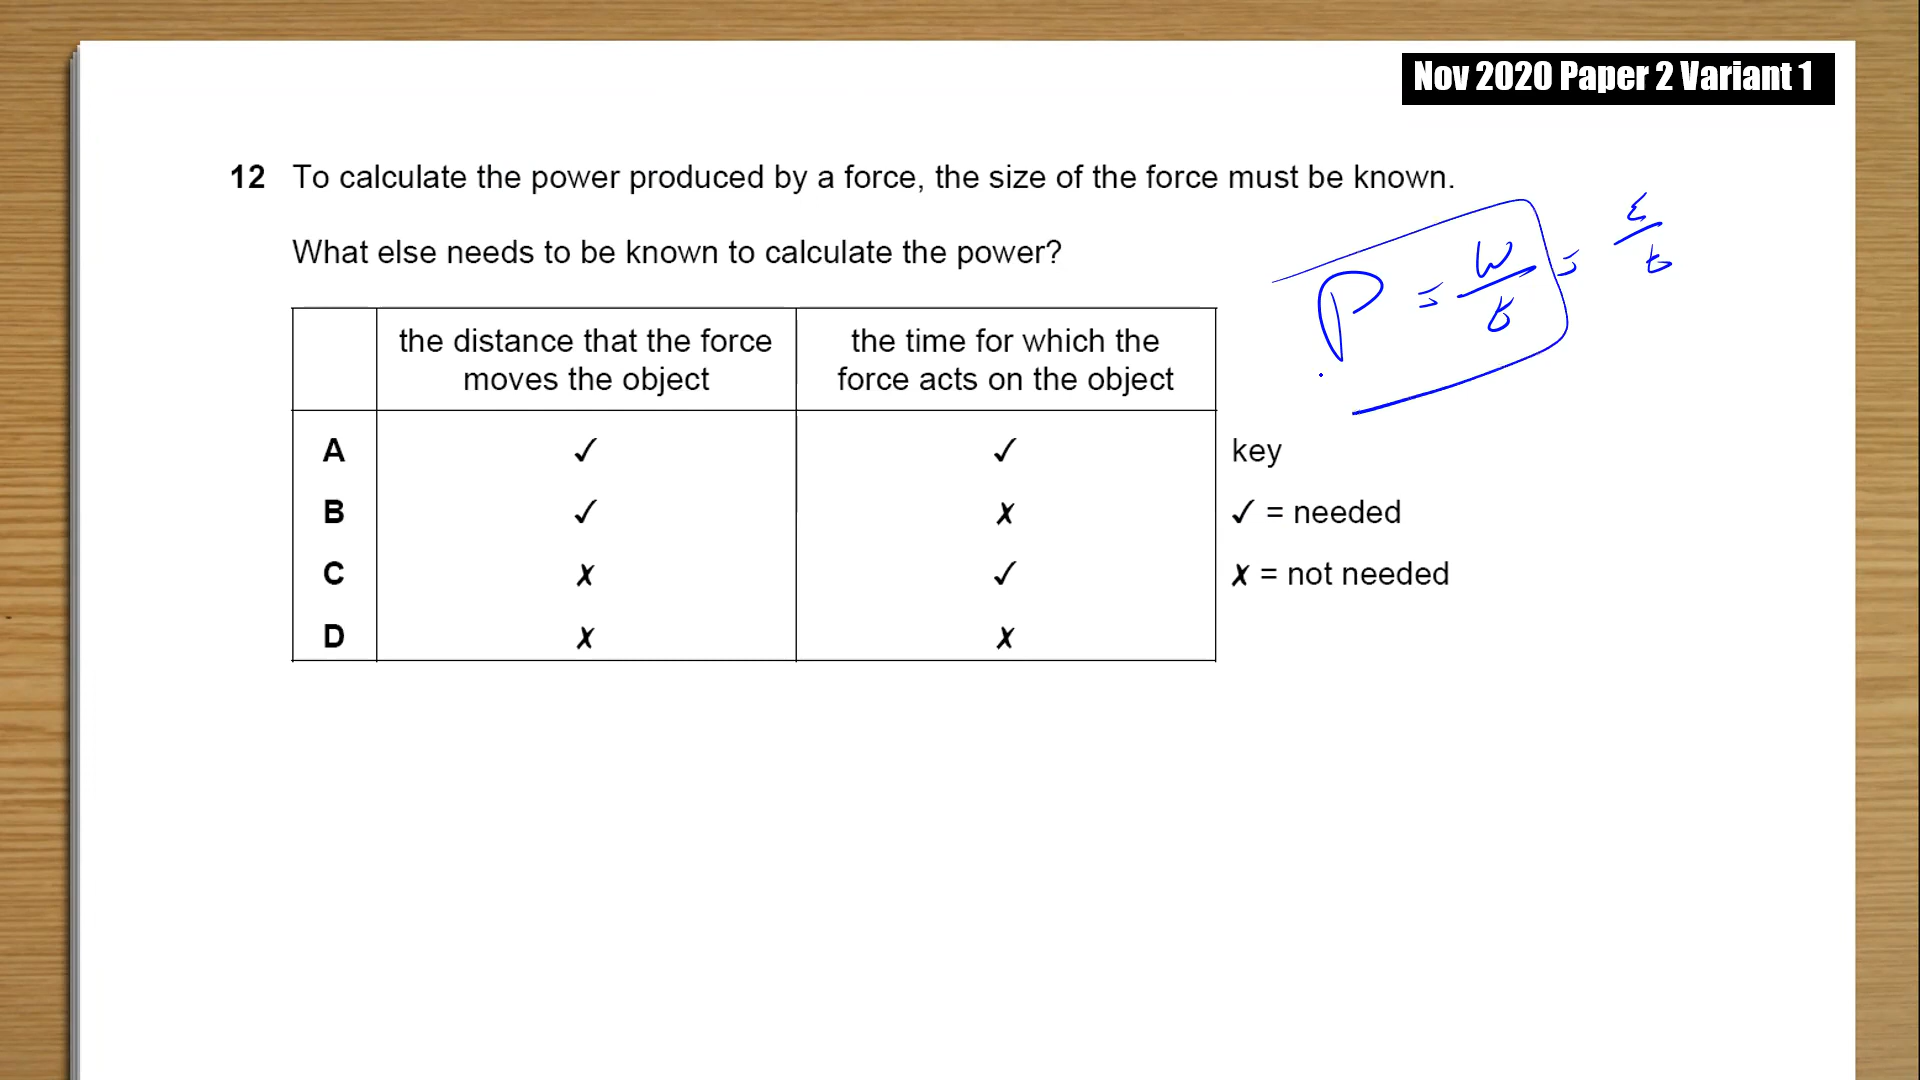 Nov 2020 Paper 2 Variant 1
12 To calculate the power produced by a force, the size of the force must be known.
What else needs to be known to calculate the power?
P = W/t = E/t
the distance that the force moves the object
the time for which the force acts on the object
A ✓ ✓ key
B ✓ ✗ ✓ = needed
C ✗ ✓ ✗ = not needed
D ✗ ✗